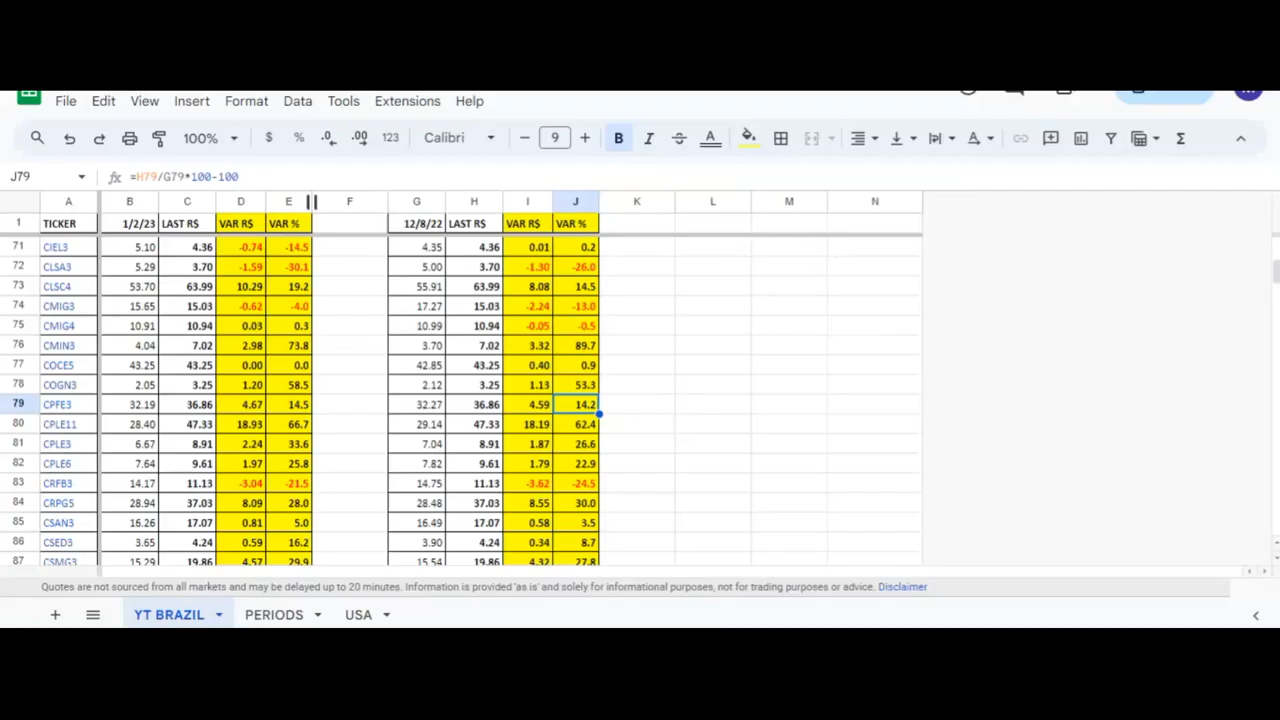 File Edit View Insert Format Data Tools Extensions Help
100% $ % .0 .00 123 Calibri 9 B I S A A Σ
J79 fx =H79/G79*100-100
A B C D E F G H I J K L M N
1 TICKER 1/2/23 LAST R$ VAR R$ VAR % 12/8/22 LAST R$ VAR R$ VAR %
71 CIEL3 5.10 4.36 -0.74 -14.5 4.35 4.36 0.01 0.2
72 CLSA3 5.29 3.70 -1.59 -30.1 5.00 3.70 -1.30 -26.0
73 CLSC4 53.70 63.99 10.29 19.2 55.91 63.99 8.08 14.5
74 CMIG3 15.65 15.03 -0.62 -4.0 17.27 15.03 -2.24 -13.0
75 CMIG4 10.91 10.94 0.03 0.3 10.99 10.94 -0.05 -0.5
76 CMIN3 4.04 7.02 2.98 73.8 3.70 7.02 3.32 89.7
77 COCE5 43.25 43.25 0.00 0.0 42.85 43.25 0.40 0.9
78 COGN3 2.05 3.25 1.20 58.5 2.12 3.25 1.13 53.3
79 CPFE3 32.19 36.86 4.67 14.5 32.27 36.86 4.59 14.2
80 CPLE11 28.40 47.33 18.93 66.7 29.14 47.33 18.19 62.4
81 CPLE3 6.67 8.91 2.24 33.6 7.04 8.91 1.87 26.6
82 CPLE6 7.64 9.61 1.97 25.8 7.82 9.61 1.79 22.9
83 CRFB3 14.17 11.13 -3.04 -21.5 14.75 11.13 -3.62 -24.5
84 CRPG5 28.94 37.03 8.09 28.0 28.48 37.03 8.55 30.0
85 CSAN3 16.26 17.07 0.81 5.0 16.49 17.07 0.58 3.5
86 CSED3 3.65 4.24 0.59 16.2 3.90 4.24 0.34 8.7
87 CSMG3 15.29 19.86 4.57 29.9 15.54 19.86 4.32 27.8
Quotes are not sourced from all markets and may be delayed up to 20 minutes. Information is provided 'as is' and solely for informational purposes, not for trading purposes or advice. Disclaimer
YT BRAZIL PERIODS USA